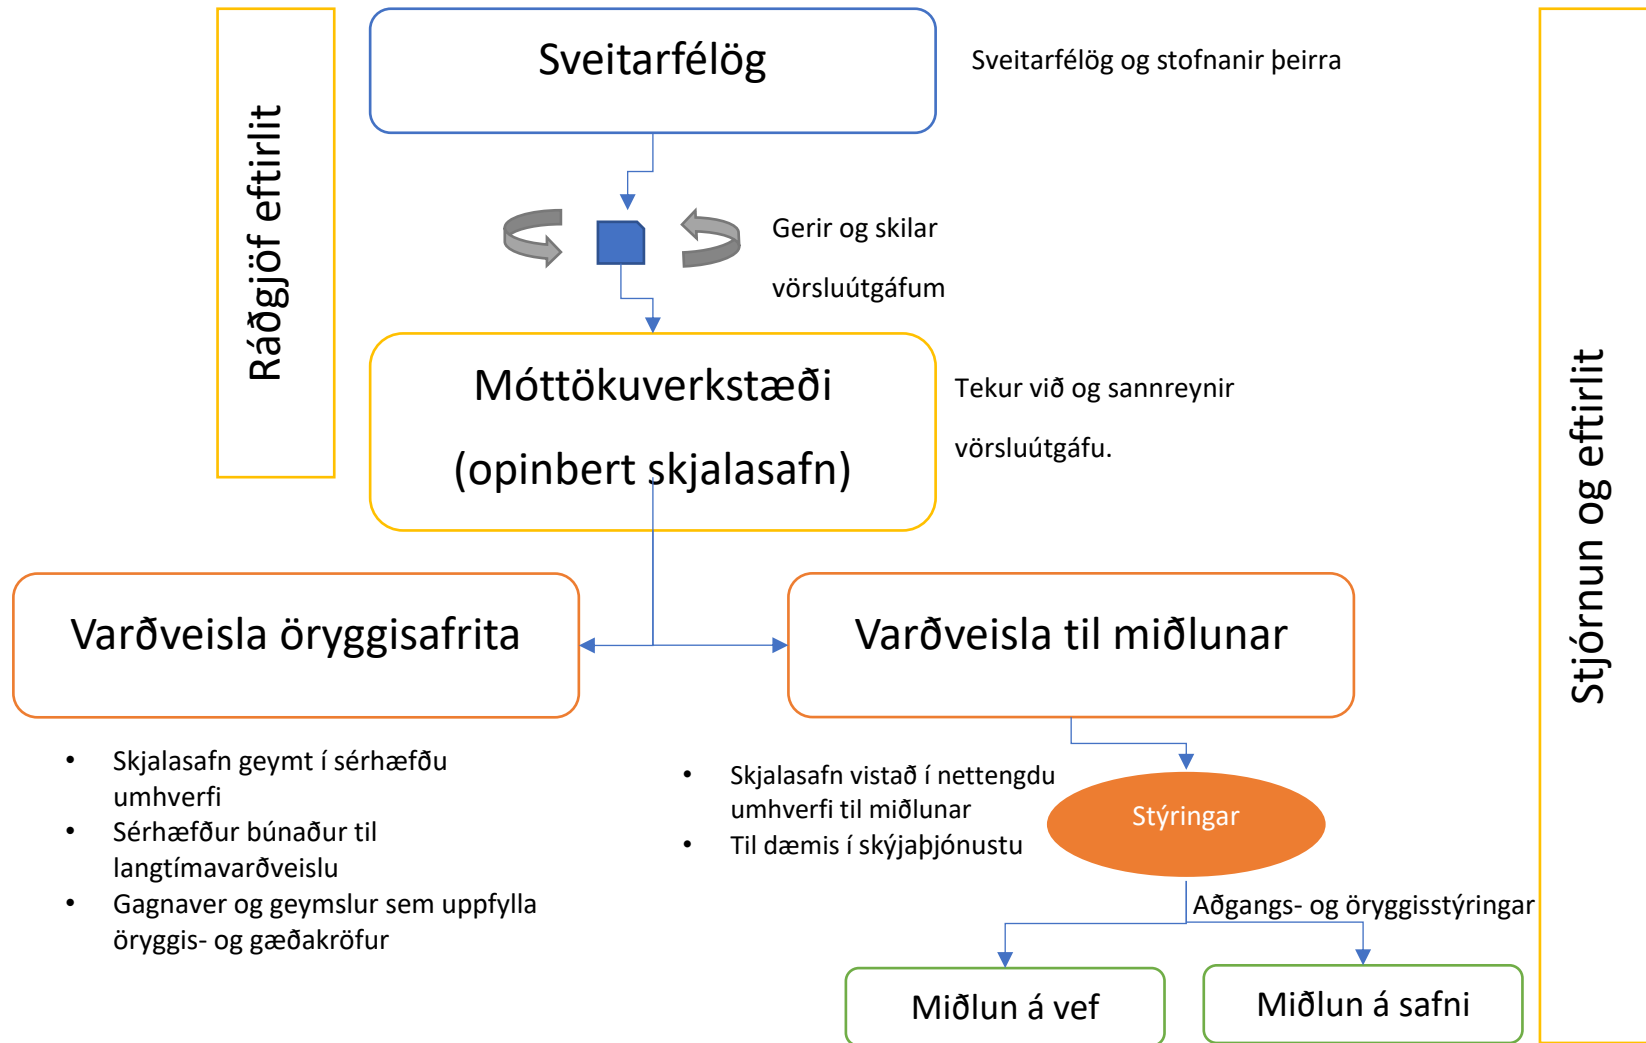 Ráðgjöf eftirlit
Sveitarfélög
Sveitarfélög og stofnanir þeirra
Gerir og skilar
vörsluútgáfum
Móttökuverkstæði
(opinbert skjalasafn)
Tekur við og sannreynir
vörsluútgáfu.
Stjórnun og eftirlit
Varðveisla öryggisafrita
• Skjalasafn geymt í sérhæfðu
umhverfi
• Sérhæfður búnaður til
langtímavarðveislu
• Gagnaver og geymslur sem uppfylla
öryggis- og gæðakröfur
Varðveisla til miðlunar
• Skjalasafn vistað í nettengdu
umhverfi til miðlunar
• Til dæmis í skýjaþjónustu
Stýringar
Aðgangs- og öryggisstýringar
Miðlun á vef
Miðlun á safni